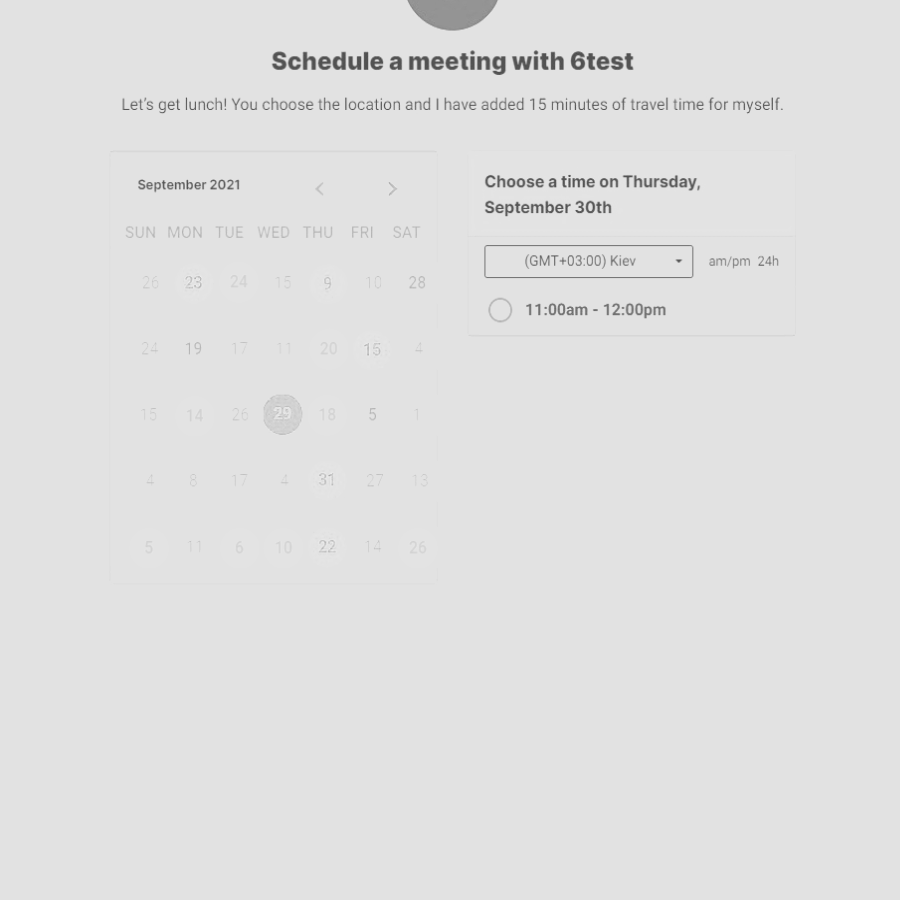 Schedule a meeting with 6test
Let's get lunch! You choose the location and I have added 15 minutes of travel time for myself.
September 2021
SUN MON TUE WED THU FRI SAT
26 23 24 15 9 10 28
24 19 17 11 20 15 4
15 14 26 29 18 5 1
4 8 17 4 31 27 13
5 11 6 10 22 14 26
Choose a time on Thursday,
September 30th
(GMT+03:00) Kiev am/pm 24h
11:00am - 12:00pm